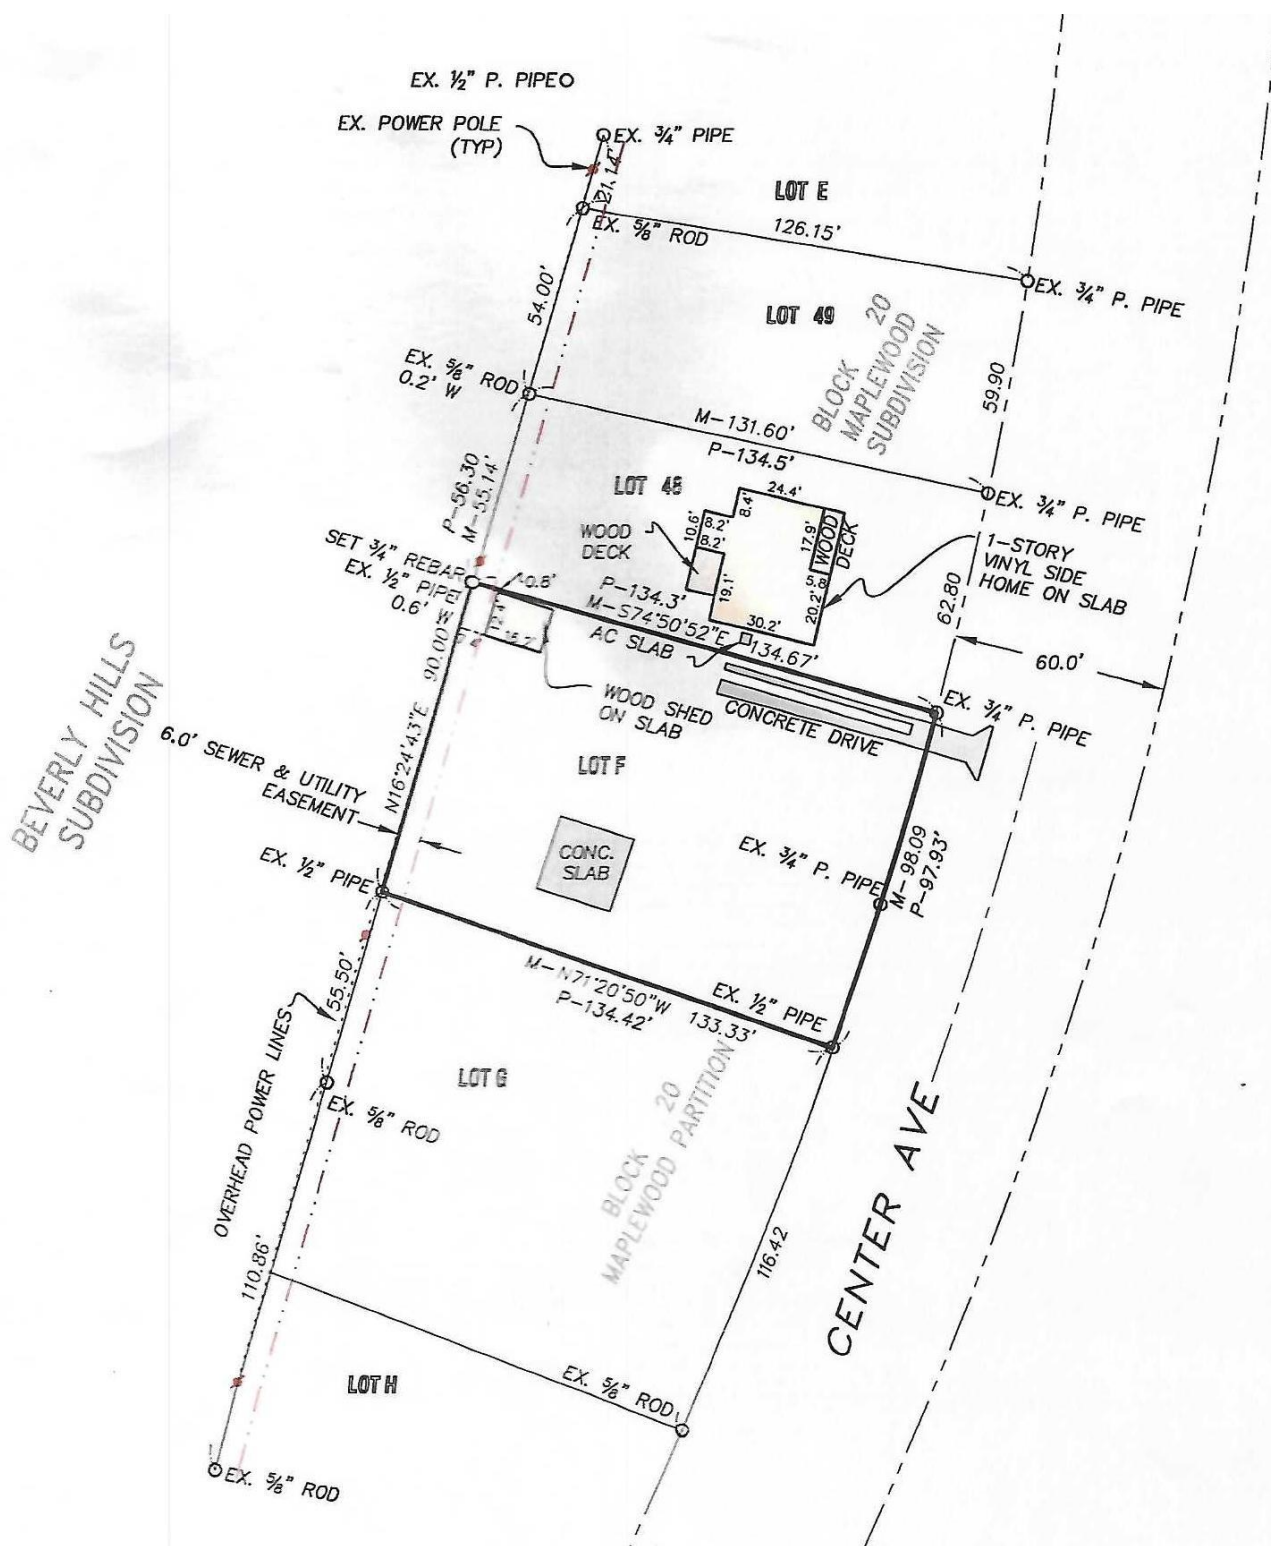 EX. ½" P. PIPE
EX. POWER POLE
(TYP)
EX. ¾" PIPE
21.14'
LOT E
126.15'
EX. ⅝" ROD
EX. ¾" P. PIPE
54.00'
LOT 49
BLOCK 20
MAPLEWOOD
SUBDIVISION
59.90
EX. ⅝" ROD
0.2' W
M-131.60'
P-134.5'
EX. ¾" P. PIPE
P-56.30
M-55.14'
LOT 48
24.4'
8.4'
8.2'
10.6'
8.2'
17.9'
WOOD
DECK
WOOD
DECK
5.8
19.1'
20.2'
30.2'
1-STORY
VINYL SIDE
HOME ON SLAB
62.80
60.0'
SET ¾" REBAR
EX. ½" PIPE
0.6' W
0.8'
P-134.3'
M-S74°50'52"E
134.67'
AC SLAB
12.4'
WOOD SHED
ON SLAB
CONCRETE DRIVE
EX. ¾" P. PIPE
BEVERLY HILLS
SUBDIVISION
N16°24'43"E 90.00'
6.0' SEWER & UTILITY
EASEMENT
LOT F
CONC.
SLAB
EX. ¾" P. PIPE
M-98.09
P-97.93'
EX. ½" PIPE
M-N71°20'50"W
133.33'
P-134.42'
EX. ½" PIPE
55.50'
OVERHEAD POWER LINES
LOT G
EX. ⅝" ROD
BLOCK 20
MAPLEWOOD PARTITION
116.42
CENTER AVE
110.86'
LOT H
EX. ⅝" ROD
EX. ⅝" ROD